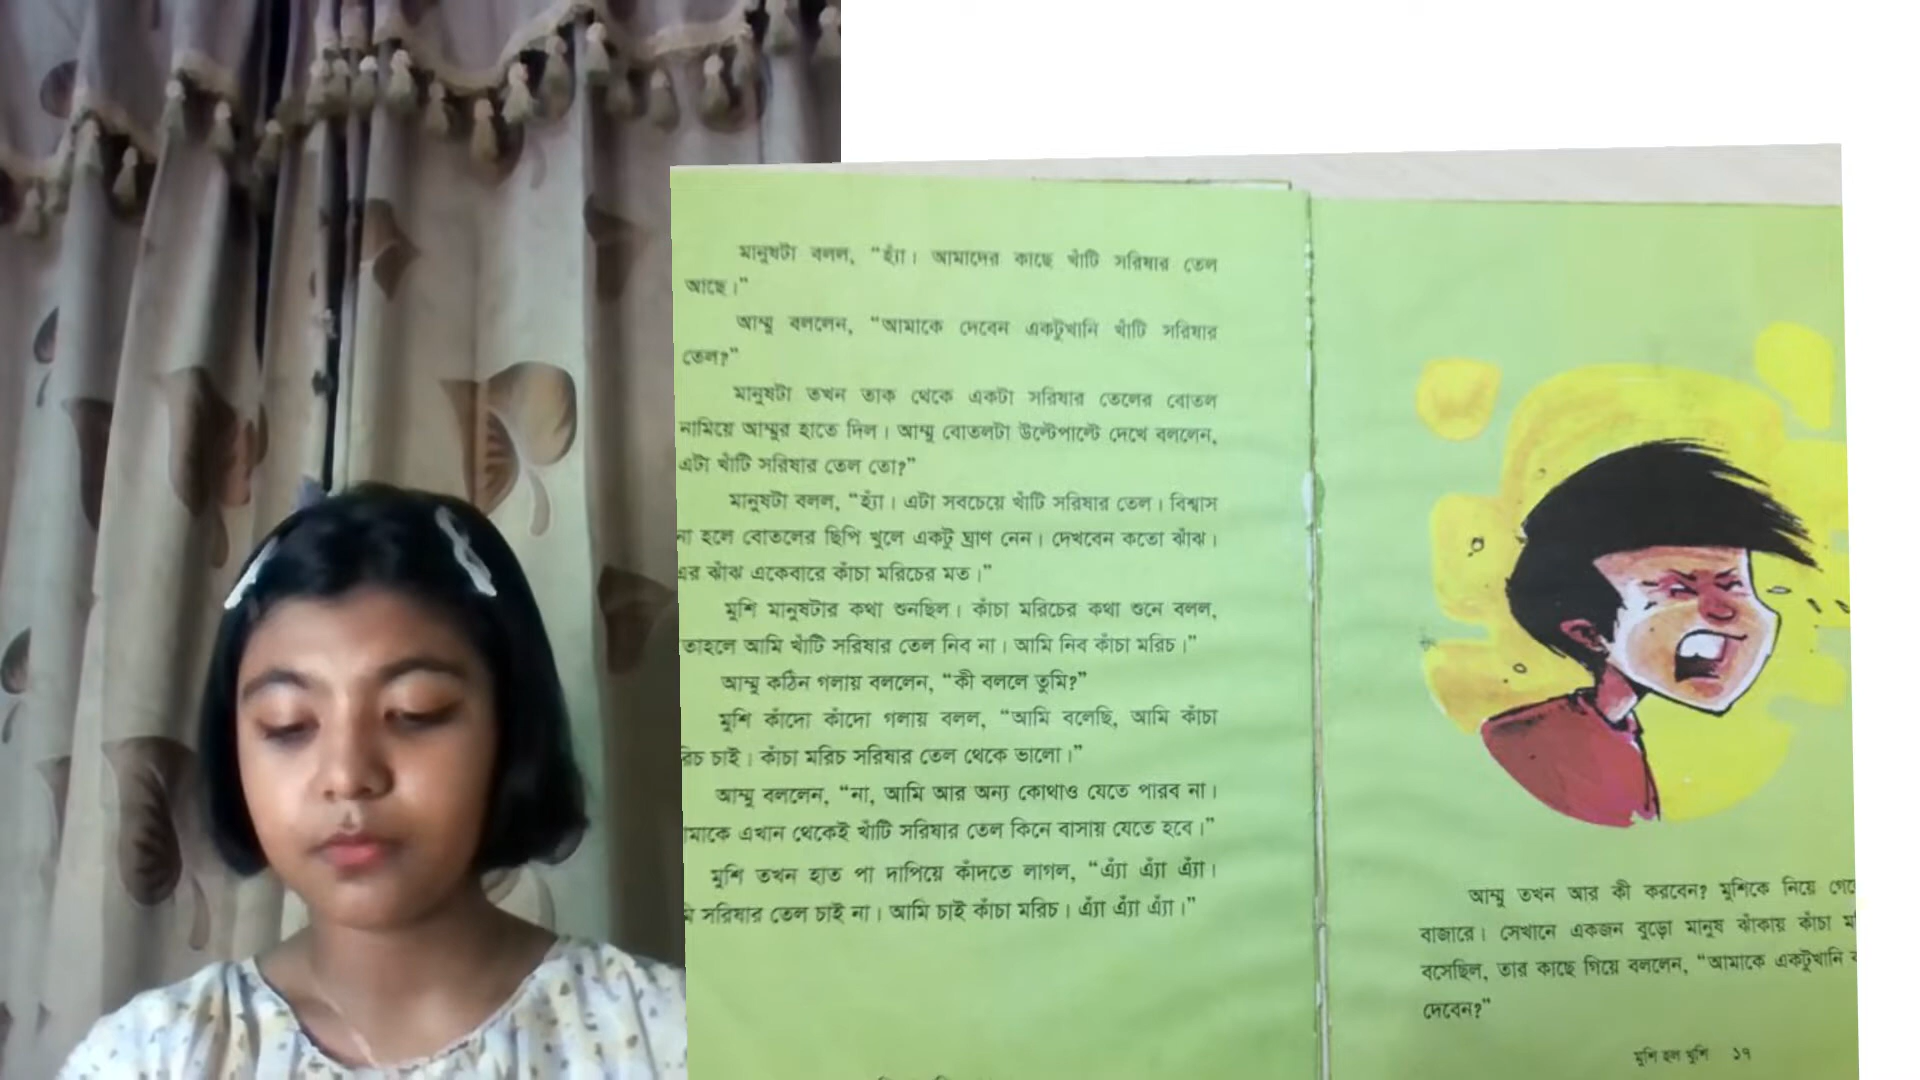 মানুষটা বলল, “হ্যাঁ। আমাদের কাছে খাঁটি সরিষার তেল
আছে।”
আম্মু বললেন, “আমাকে দেবেন একটুখানি খাঁটি সরিষার
তেল?”
মানুষটা তখন তাক থেকে একটা সরিষার তেলের বোতল
নামিয়ে আম্মুর হাতে দিল। আম্মু বোতলটা উল্টেপাল্টে দেখে বললেন,
এটা খাঁটি সরিষার তেল তো?”
মানুষটা বলল, “হ্যাঁ। এটা সবচেয়ে খাঁটি সরিষার তেল। বিশ্বাস
না হলে বোতলের ছিপি খুলে একটু ঘ্রাণ নেন। দেখবেন কতো ঝাঁঝ।
এর ঝাঁঝ একেবারে কাঁচা মরিচের মত।”
মুশি মানুষটার কথা শুনছিল। কাঁচা মরিচের কথা শুনে বলল,
তাহলে আমি খাঁটি সরিষার তেল নিব না। আমি নিব কাঁচা মরিচ।”
আম্মু কঠিন গলায় বললেন, “কী বললে তুমি?”
মুশি কাঁদো কাঁদো গলায় বলল, “আমি বলেছি, আমি কাঁচা
রিচ চাই। কাঁচা মরিচ সরিষার তেল থেকে ভালো।”
আম্মু বললেন, “না, আমি আর অন্য কোথাও যেতে পারব না।
মাকে এখান থেকেই খাঁটি সরিষার তেল কিনে বাসায় যেতে হবে।”
মুশি তখন হাত পা দাপিয়ে কাঁদতে লাগল, “এ্যাঁ এ্যাঁ এ্যাঁ।
মি সরিষার তেল চাই না। আমি চাই কাঁচা মরিচ। এ্যাঁ এ্যাঁ এ্যাঁ।”
আম্মু তখন আর কী করবেন? মুশিকে নিয়ে গে
বাজারে। সেখানে একজন বুড়ো মানুষ ঝাঁকায় কাঁচা ম
বসেছিল, তার কাছে গিয়ে বললেন, “আমাকে একটুখানি ক
দেবেন?”
মুশি হল খুশি ১৭